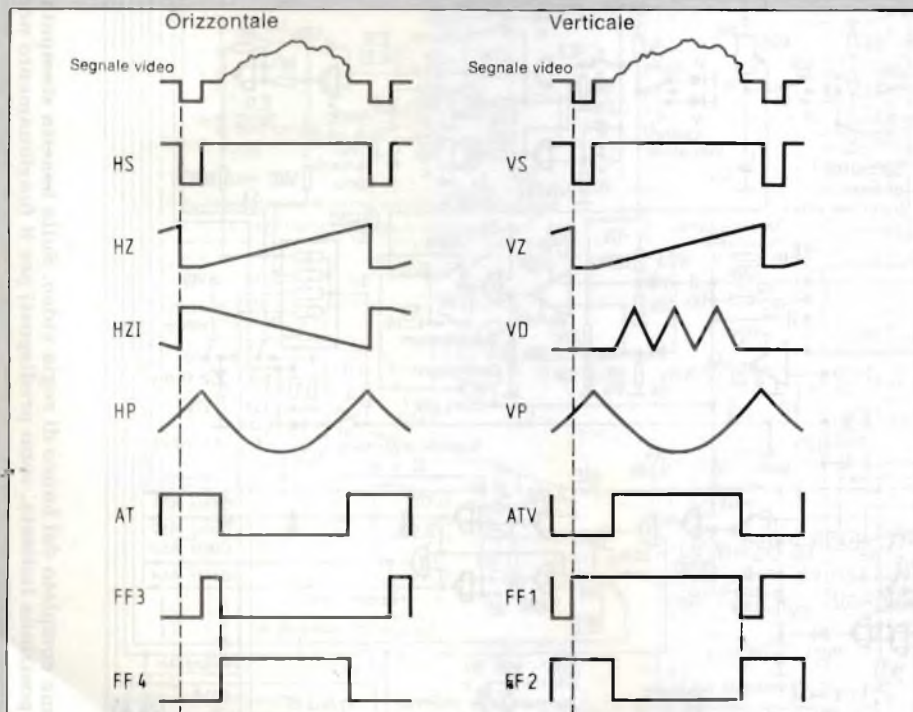 Orizzontale
Segnale video
HS
HZ
HZI
HP
AT
FF3
FF4
Verticale
Segnale video
VS
VZ
VD
VP
ATV
FF1
FF2